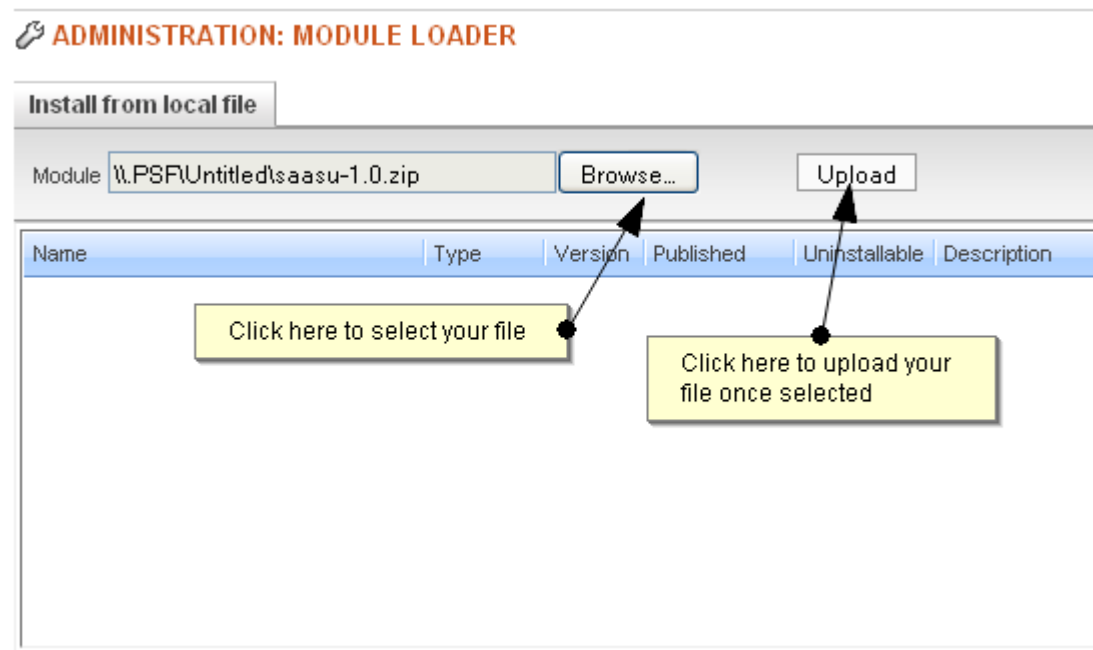 ADMINISTRATION: MODULE LOADER
Install from local file
Module \\.PSF\Untitled\saasu-1.0.zip Browse... Upload
Name Type Version Published Uninstallable Description
Click here to select your file
Click here to upload your
file once selected